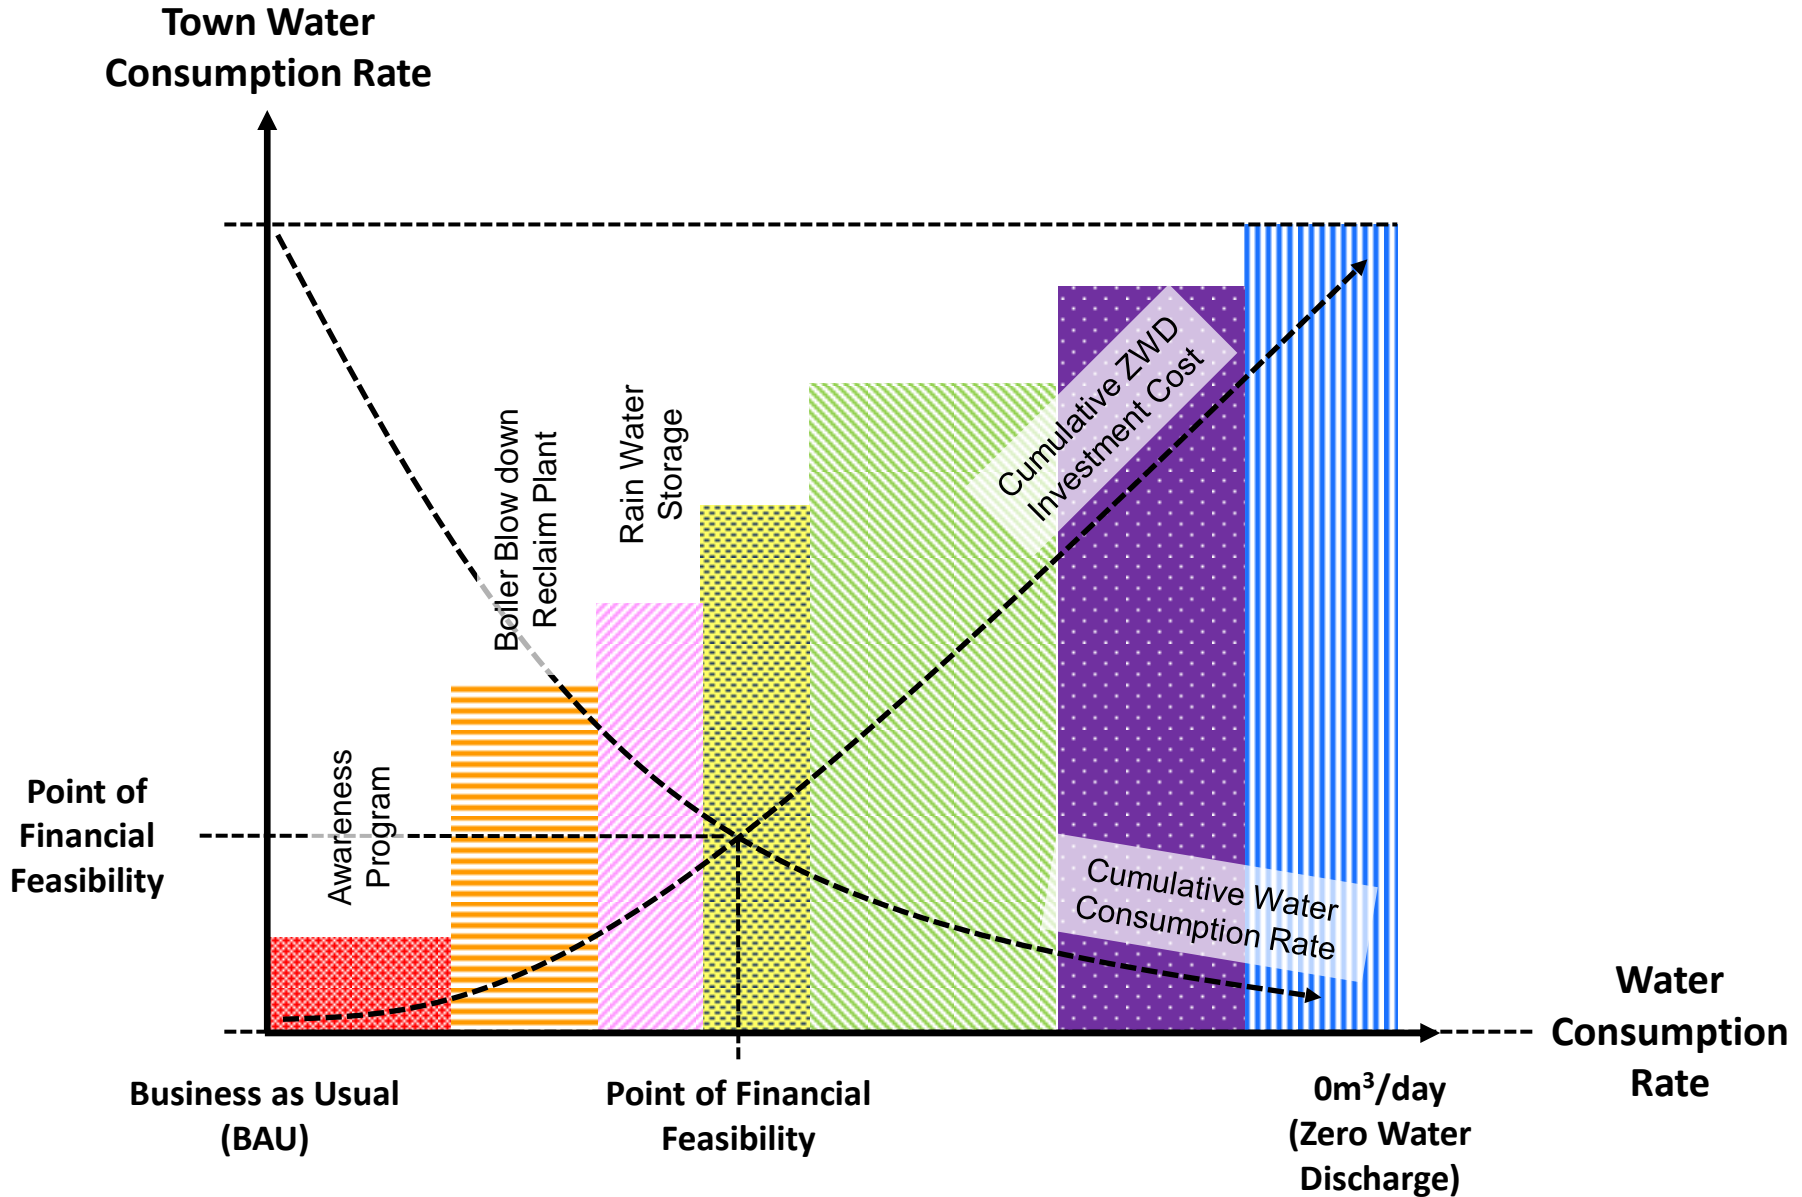 Town Water
Consumption Rate
Boiler Blow down
Reclaim Plant
Rain Water
Storage
Cumulative ZWD
Investment Cost
Awareness
Program
Point of
Financial
Feasibility
Cumulative Water
Consumption Rate
Water
Consumption
Rate
Business as Usual
(BAU)
Point of Financial
Feasibility
0m³/day
(Zero Water
Discharge)